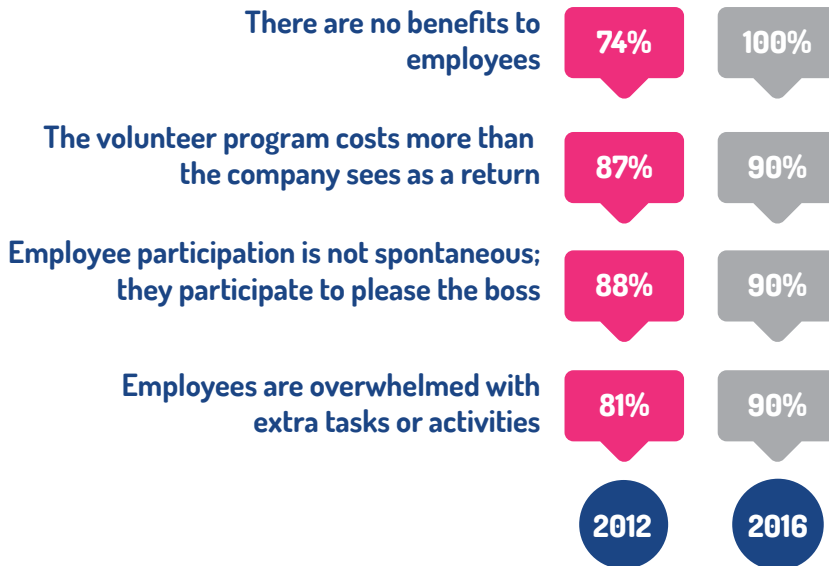 There are no benefits to
employees
74%
100%
The volunteer program costs more than
the company sees as a return
87%
90%
Employee participation is not spontaneous;
they participate to please the boss
88%
90%
Employees are overwhelmed with
extra tasks or activities
81%
90%
2012
2016